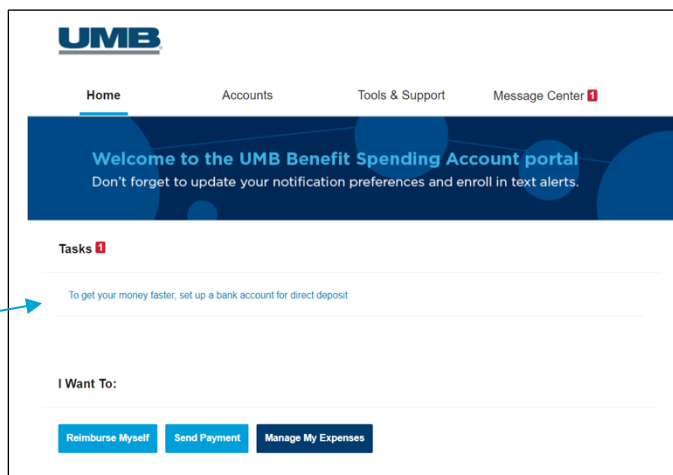 UMB
Home Accounts Tools & Support Message Center 1
Welcome to the UMB Benefit Spending Account portal
Don't forget to update your notification preferences and enroll in text alerts.
Tasks 1
To get your money faster, set up a bank account for direct deposit
I Want To:
Reimburse Myself Send Payment Manage My Expenses